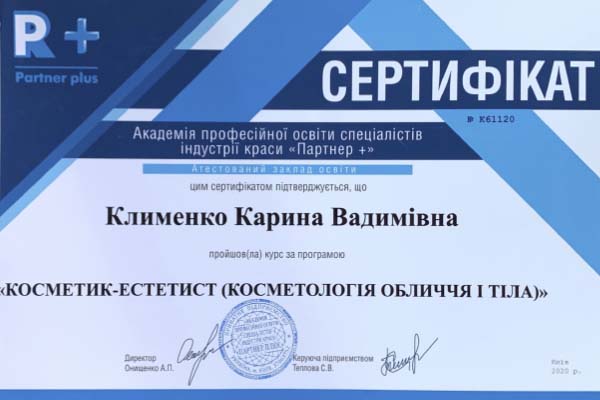 PR +
Partner plus
СЕРТИФІКАТ
№ К61120
Академія професійної освіти спеціалістів
індустрії краси «Партнер +»
Атестований заклад освіти
цим сертифікатом підтверджується, що
Клименко Карина Вадимівна
пройшов(ла) курс за програмою
«КОСМЕТИК-ЕСТЕТИСТ (КОСМЕТОЛОГІЯ ОБЛИЧЧЯ І ТІЛА)»
Директор
Онищенко А.П.
Керуюча підприємством
Теплова С.В.
Київ
2020 р.